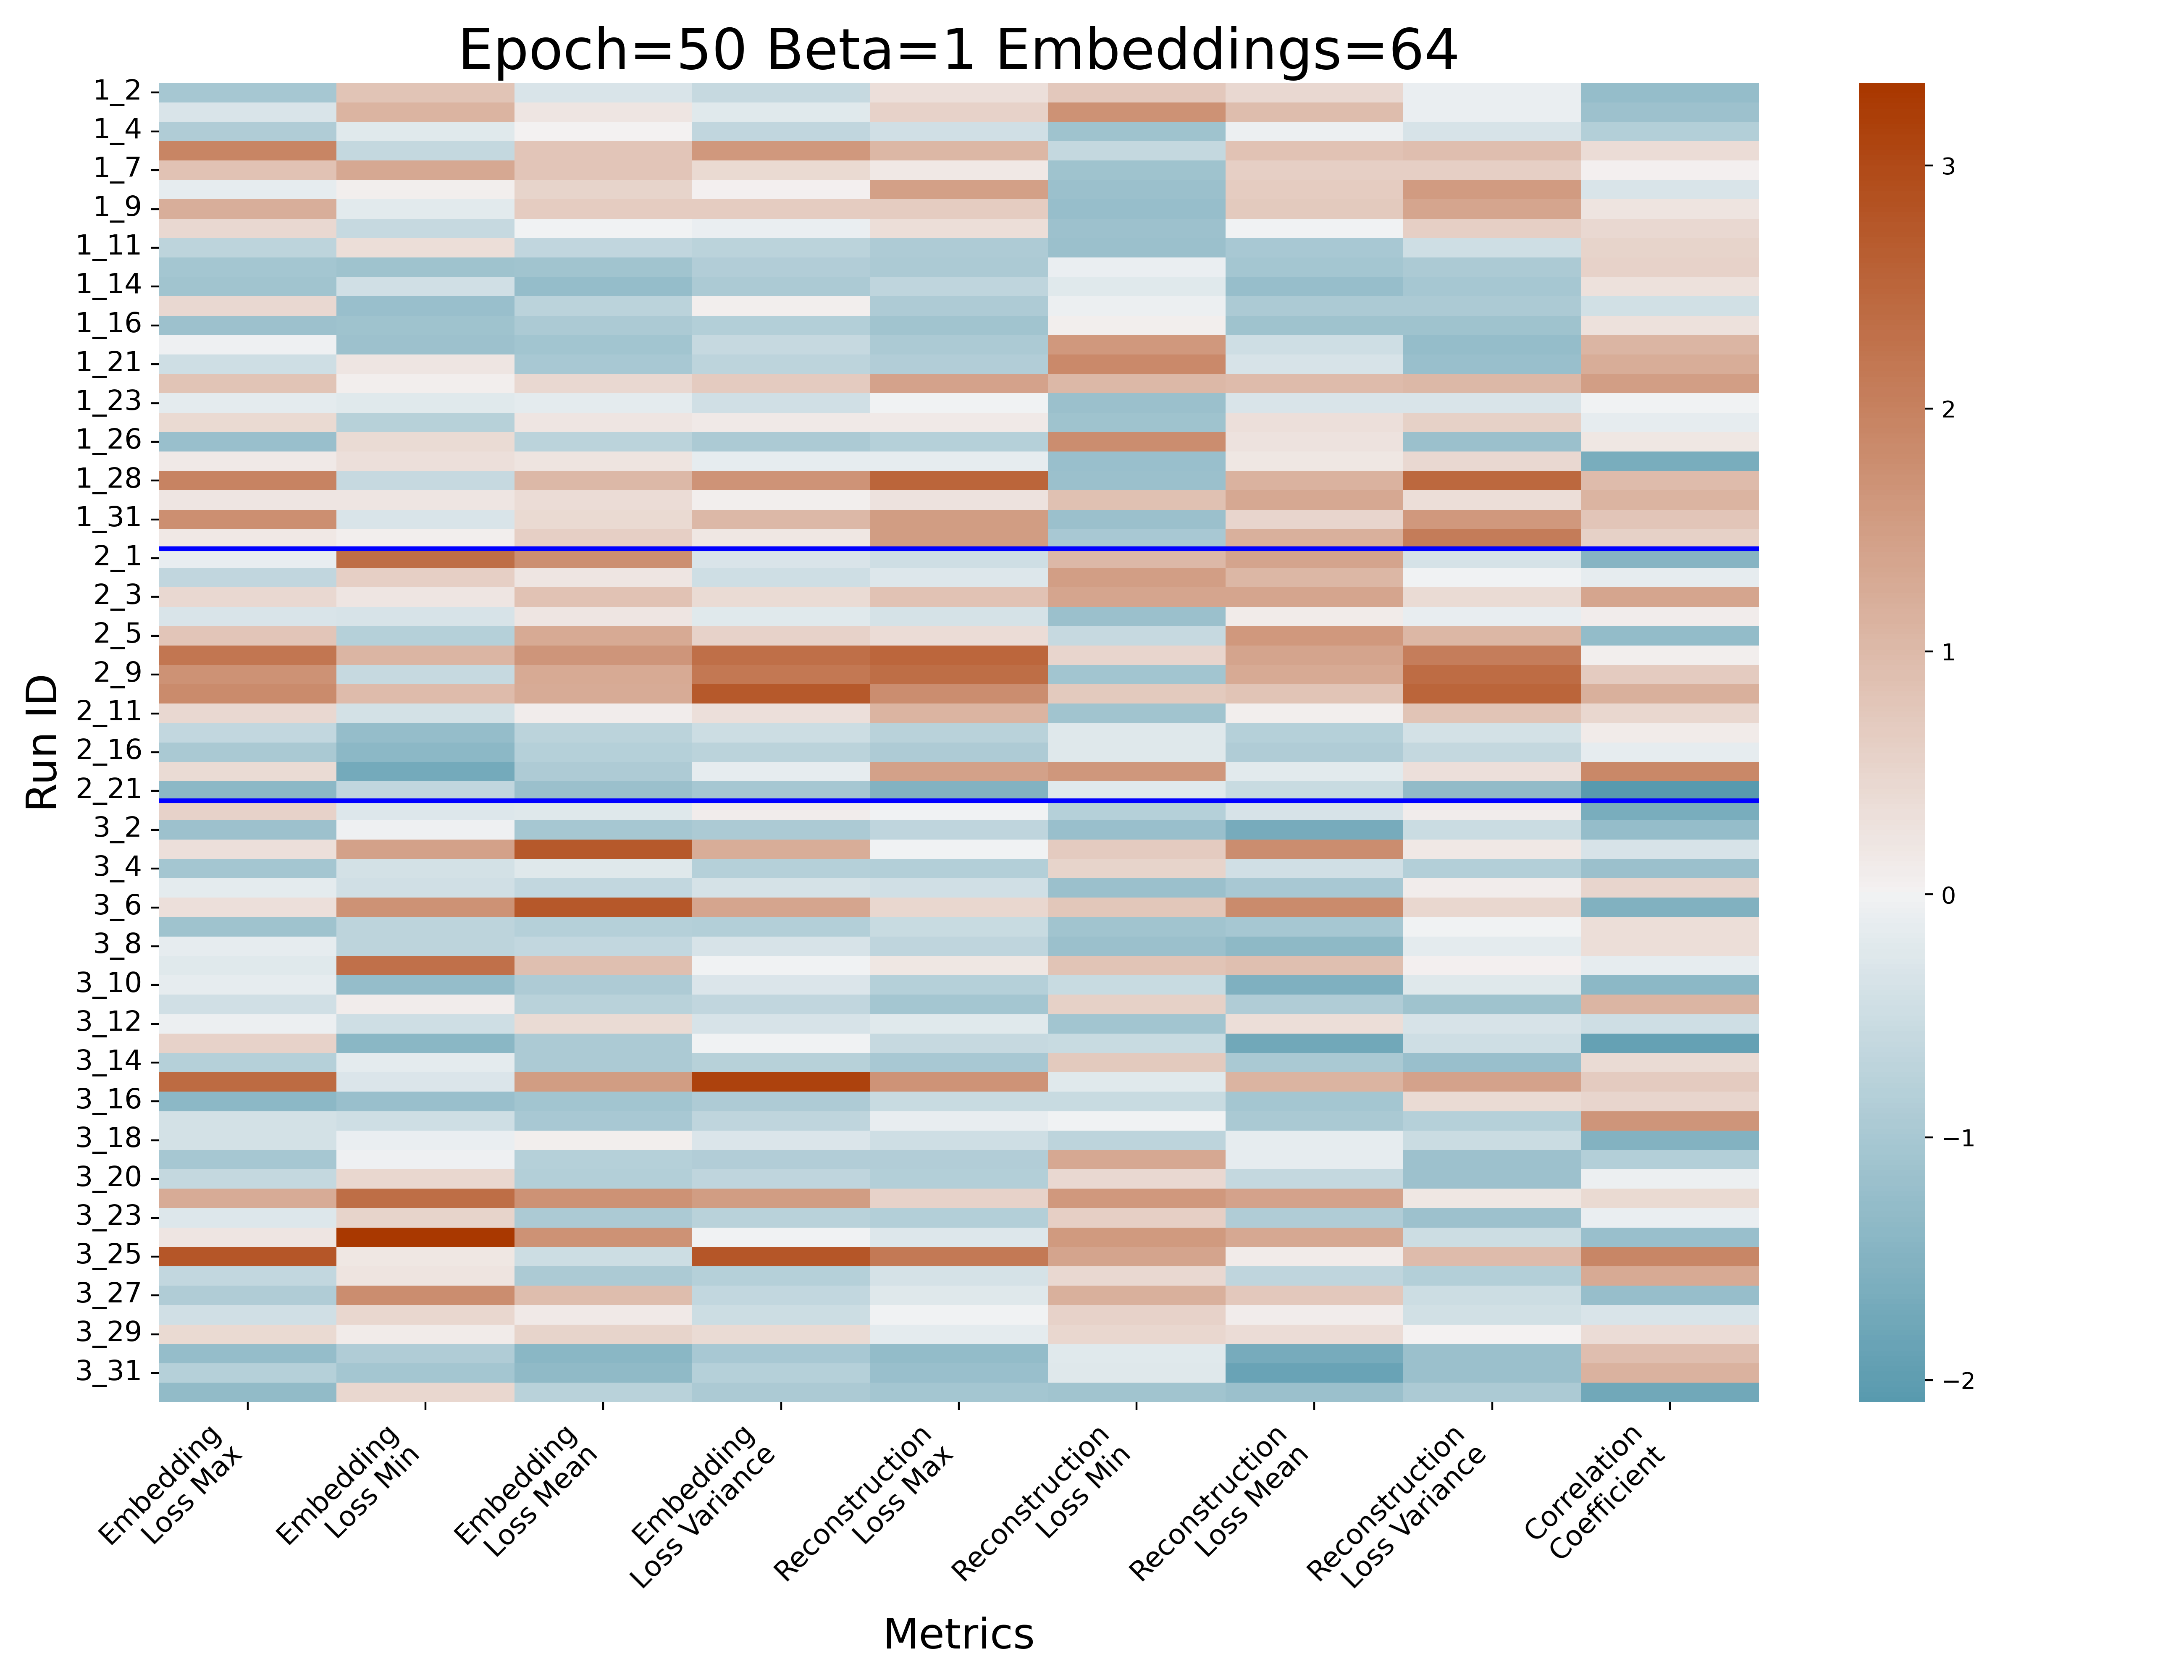 Epoch=50 Beta=1 Embeddings=64
Run ID
1_2
1_4
1_7
1_9
1_11
1_14
1_16
1_21
1_23
1_26
1_28
1_31
2_1
2_3
2_5
2_9
2_11
2_16
2_21
3_2
3_4
3_6
3_8
3_10
3_12
3_14
3_16
3_18
3_20
3_23
3_25
3_27
3_29
3_31
3
2
1
0
−1
−2
Embedding
Loss Max
Embedding
Loss Min
Embedding
Loss Mean
Embedding
Loss Variance
Reconstruction
Loss Max
Reconstruction
Loss Min
Reconstruction
Loss Mean
Reconstruction
Loss Variance
Correlation
Coefficient
Metrics